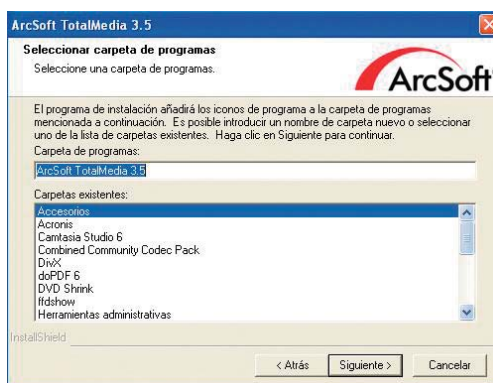 ArcSoft TotalMedia 3.5
Seleccionar carpeta de programas
Seleccione una carpeta de programas.
ArcSoft
El programa de instalación añadirá los iconos de programa a la carpeta de programas
mencionada a continuación. Es posible introducir un nombre de carpeta nuevo o seleccionar
uno de la lista de carpetas existentes. Haga clic en Siguiente para continuar.
Carpeta de programas:
ArcSoft TotalMedia 3.5
Carpetas existentes:
Accesorios
Acronis
Camtasia Studio 6
Combined Community Codec Pack
DivX
doPDF 6
DVD Shrink
ffdshow
Herramientas administrativas
InstallShield
< Atrás
Siguiente >
Cancelar